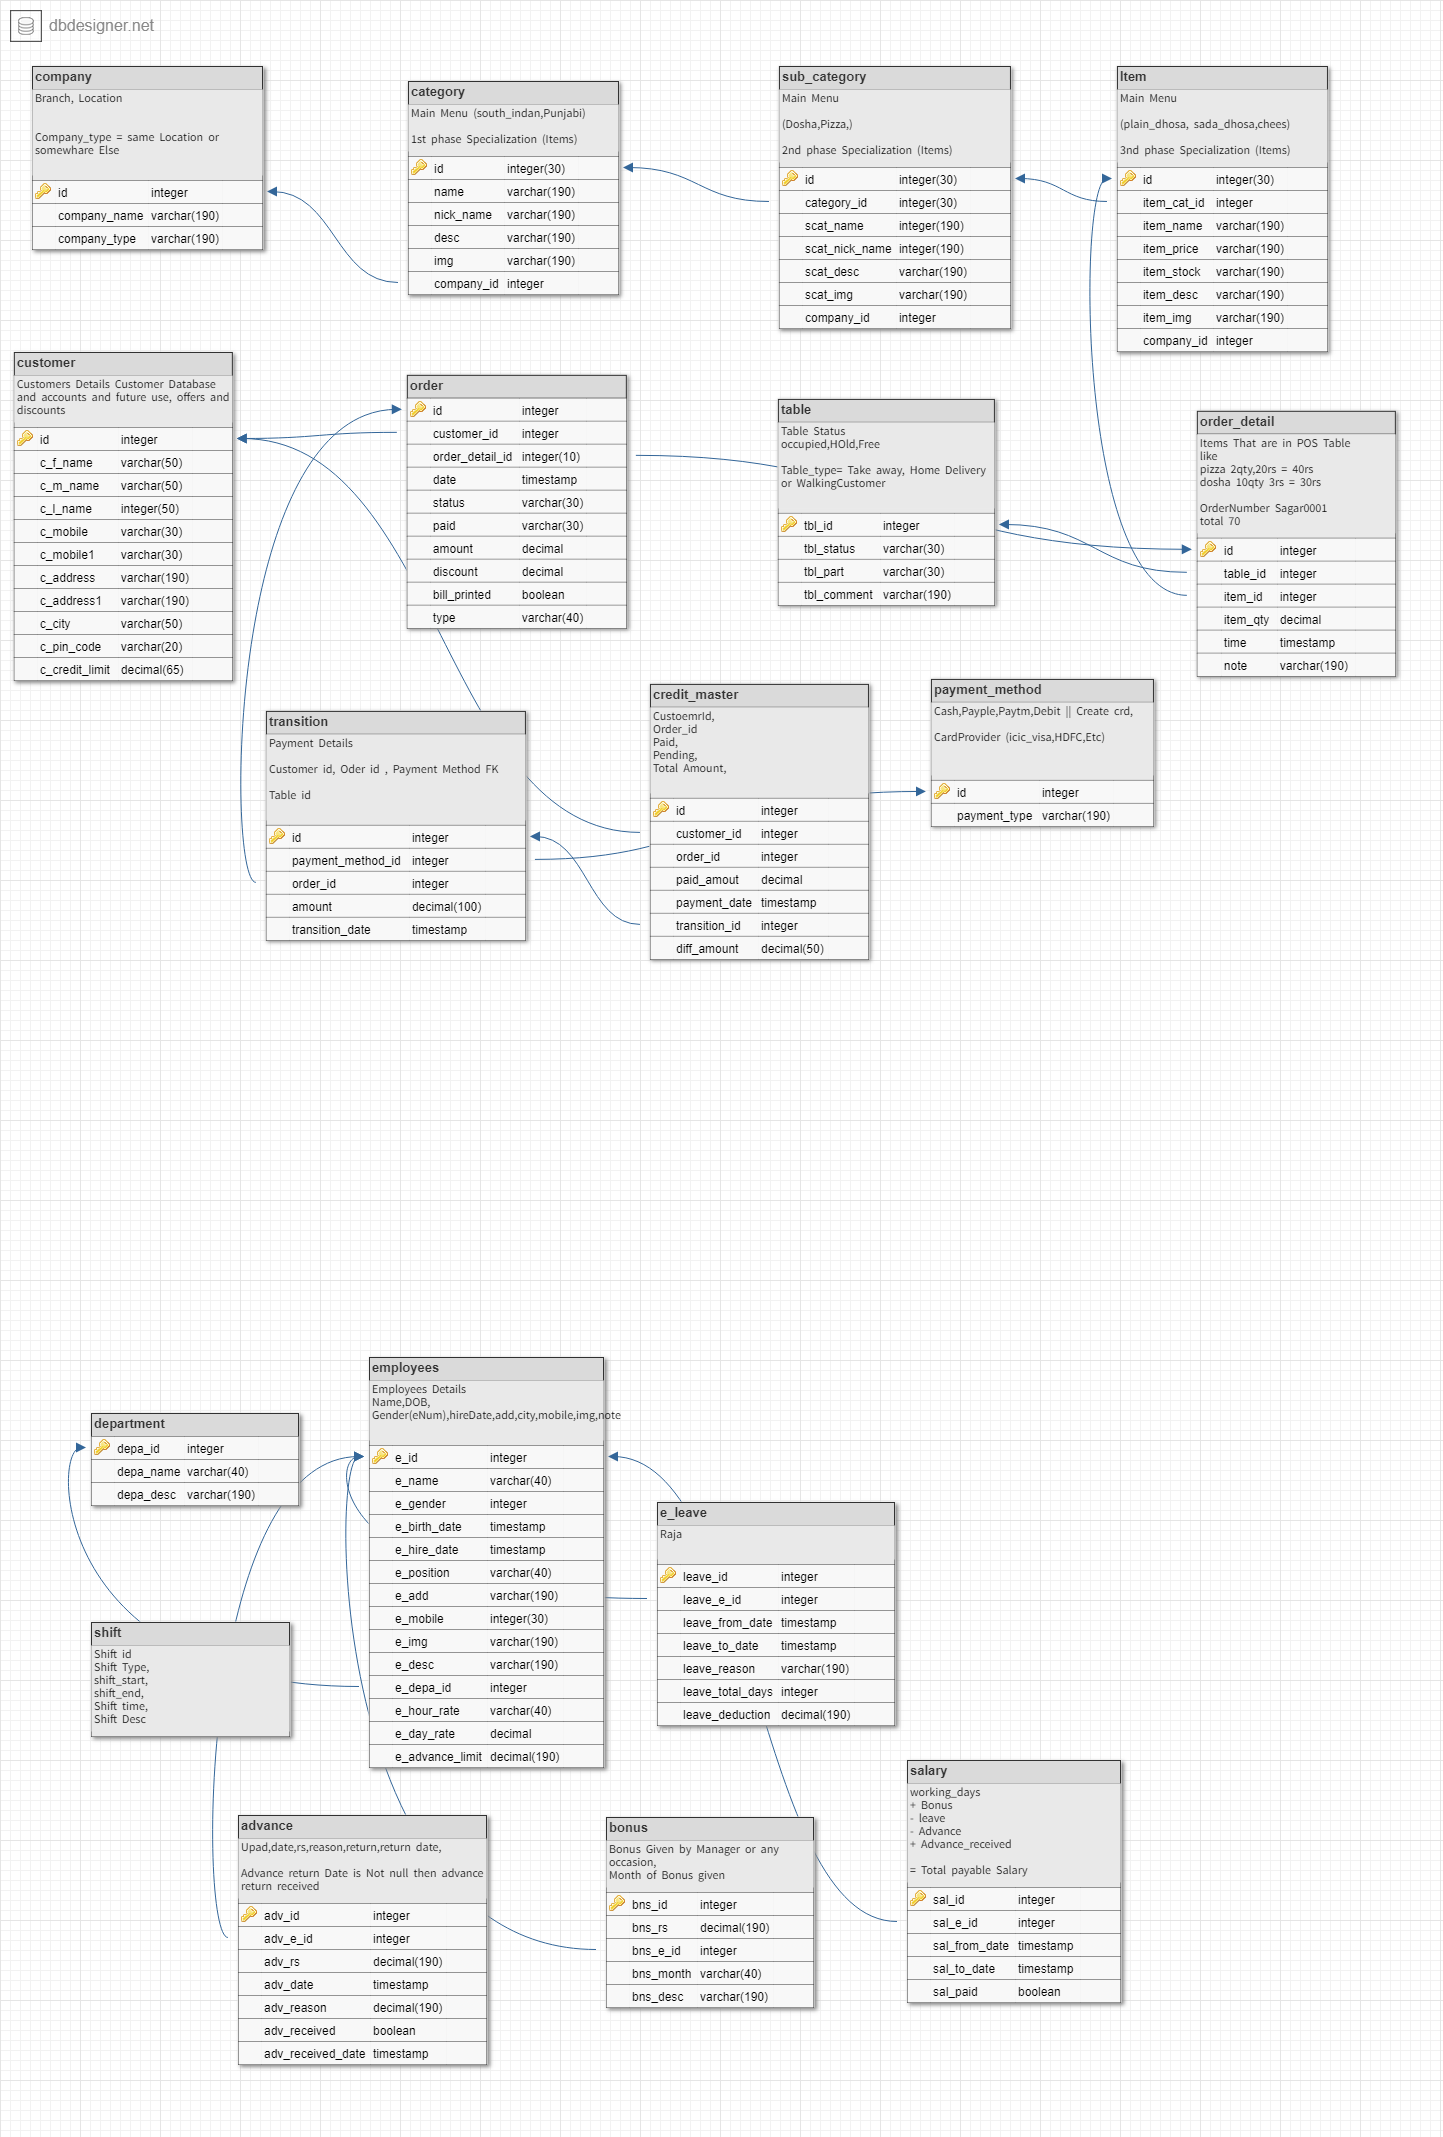 dbdesigner.net
company
Branch, Location
Company_type = same Location or
somewhare Else
id integer
company_name varchar(190)
company_type varchar(190)
category
Main Menu (south_indan,Punjabi)
1st phase Specialization (Items)
id integer(30)
name varchar(190)
nick_name varchar(190)
desc varchar(190)
img varchar(190)
company_id integer
sub_category
Main Menu
(Dosha,Pizza,)
2nd phase Specialization (Items)
id integer(30)
category_id integer(30)
scat_name integer(190)
scat_nick_name integer(190)
scat_desc varchar(190)
scat_img varchar(190)
company_id integer
Item
Main Menu
(plain_dhosa, sada_dhosa,chees)
3nd phase Specialization (Items)
id integer(30)
item_cat_id integer
item_name varchar(190)
item_price varchar(190)
item_stock varchar(190)
item_desc varchar(190)
item_img varchar(190)
company_id integer
customer
Customers Details Customer Database
and accounts and future use, offers and
discounts
id integer
c_f_name varchar(50)
c_m_name varchar(50)
c_l_name integer(50)
c_mobile varchar(30)
c_mobile1 varchar(30)
c_address varchar(190)
c_address1 varchar(190)
c_city varchar(50)
c_pin_code varchar(20)
c_credit_limit decimal(65)
order
id integer
customer_id integer
order_detail_id integer(10)
date timestamp
status varchar(30)
paid varchar(30)
amount decimal
discount decimal
bill_printed boolean
type varchar(40)
table
Table Status
occupied,HOld,Free
Table_type= Take away, Home Delivery
or WalkingCustomer
tbl_id integer
tbl_status varchar(30)
tbl_part varchar(30)
tbl_comment varchar(190)
order_detail
Items That are in POS Table
like
pizza 2qty,20rs = 40rs
dosha 10qty 3rs = 30rs
OrderNumber Sagar0001
total 70
id integer
table_id integer
item_id integer
item_qty decimal
time timestamp
note varchar(190)
transition
Payment Details
Customer id, Oder id , Payment Method FK
Table id
id integer
payment_method_id integer
order_id integer
amount decimal(100)
transition_date timestamp
credit_master
CustoemrId,
Order_id
Paid,
Pending,
Total Amount,
id integer
customer_id integer
order_id integer
paid_amout decimal
payment_date timestamp
transition_id integer
diff_amount decimal(50)
payment_method
Cash,Payple,Paytm,Debit || Create crd,
CardProvider (icic_visa,HDFC,Etc)
id integer
payment_type varchar(190)
employees
Employees Details
Name,DOB,
Gender(eNum),hireDate,add,city,mobile,img,note
e_id integer
e_name varchar(40)
e_gender integer
e_birth_date timestamp
e_hire_date timestamp
e_position varchar(40)
e_add varchar(190)
e_mobile integer(30)
e_img varchar(190)
e_desc varchar(190)
e_depa_id integer
e_hour_rate varchar(40)
e_day_rate decimal
e_advance_limit decimal(190)
department
depa_id integer
depa_name varchar(40)
depa_desc varchar(190)
e_leave
Raja
leave_id integer
leave_e_id integer
leave_from_date timestamp
leave_to_date timestamp
leave_reason varchar(190)
leave_total_days integer
leave_deduction decimal(190)
shift
Shift id
Shift Type,
shift_start,
shift_end,
Shift time,
Shift Desc
advance
Upad,date,rs,reason,return,return date,
Advance return Date is Not null then advance
return received
adv_id integer
adv_e_id integer
adv_rs decimal(190)
adv_date timestamp
adv_reason decimal(190)
adv_received boolean
adv_received_date timestamp
bonus
Bonus Given by Manager or any
occasion,
Month of Bonus given
bns_id integer
bns_rs decimal(190)
bns_e_id integer
bns_month varchar(40)
bns_desc varchar(190)
salary
working_days
+ Bonus
- leave
- Advance
+ Advance_received
= Total payable Salary
sal_id integer
sal_e_id integer
sal_from_date timestamp
sal_to_date timestamp
sal_paid boolean